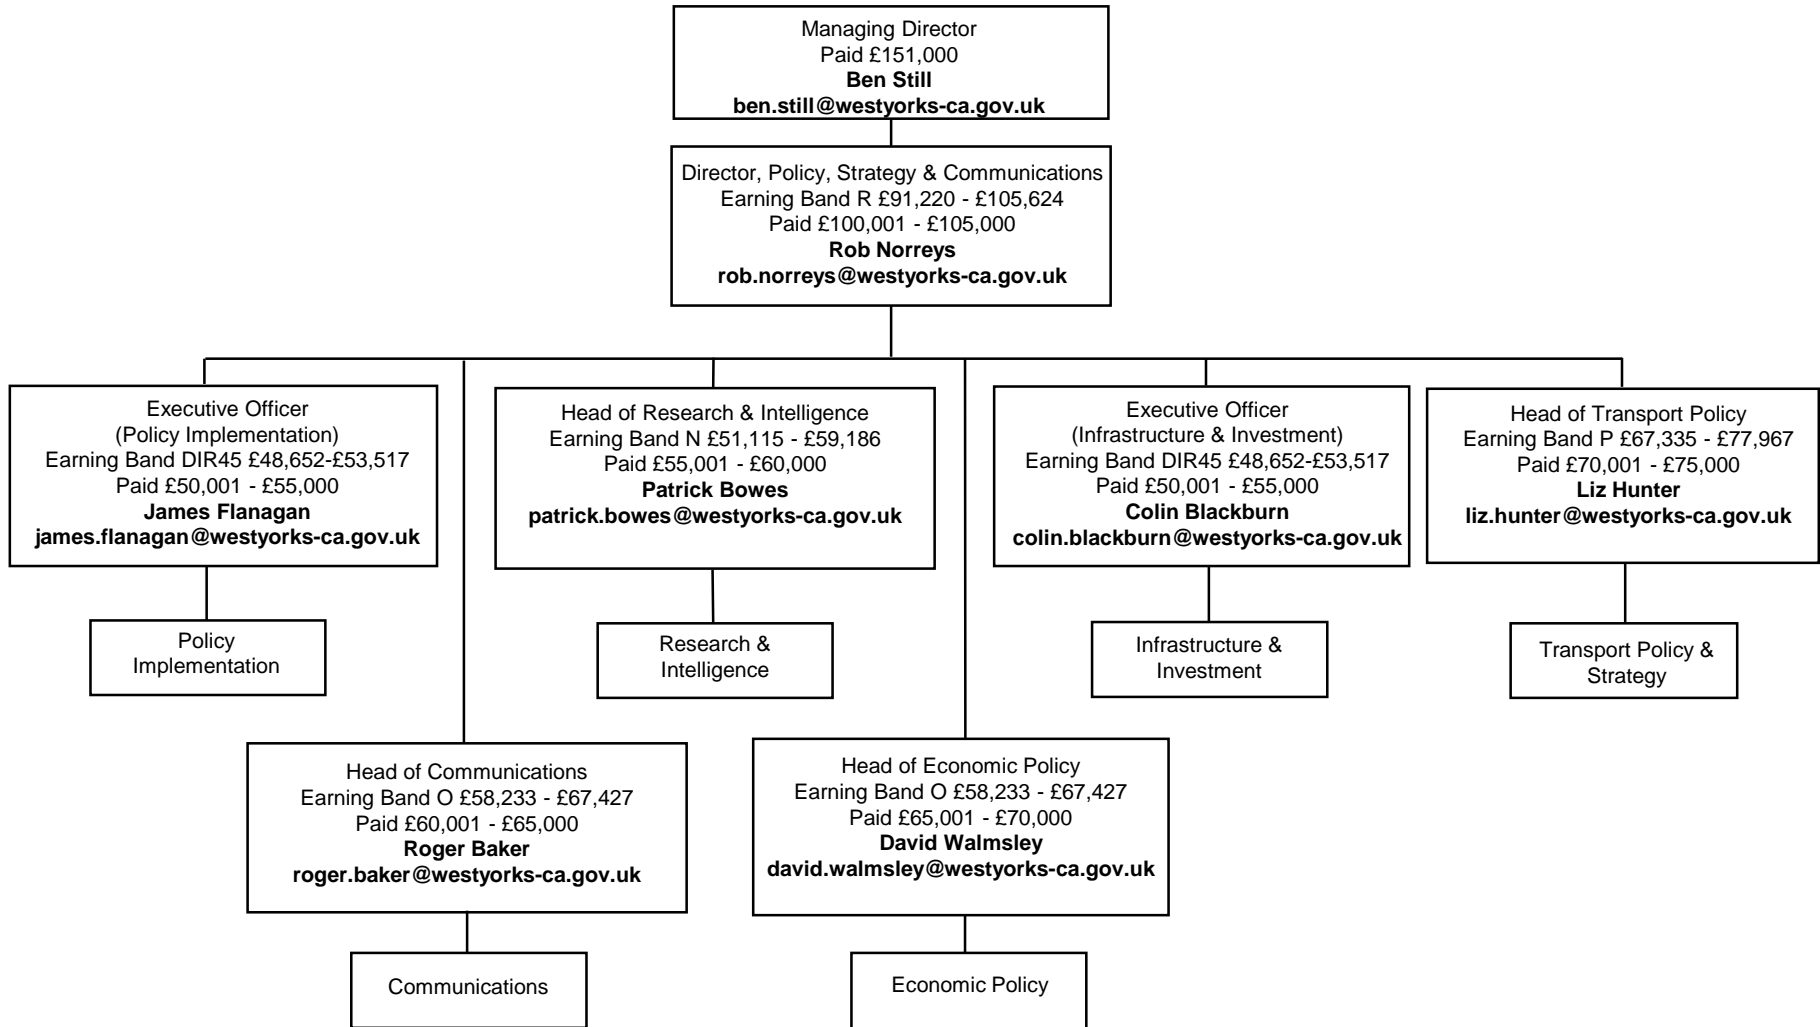 Managing Director
Paid £151,000
Ben Still
ben.still@westyorks-ca.gov.uk
Director, Policy, Strategy & Communications
Earning Band R £91,220 - £105,624
Paid £100,001 - £105,000
Rob Norreys
rob.norreys@westyorks-ca.gov.uk
Executive Officer
(Policy Implementation)
Earning Band DIR45 £48,652-£53,517
Paid £50,001 - £55,000
James Flanagan
james.flanagan@westyorks-ca.gov.uk
Head of Research & Intelligence
Earning Band N £51,115 - £59,186
Paid £55,001 - £60,000
Patrick Bowes
patrick.bowes@westyorks-ca.gov.uk
Executive Officer
(Infrastructure & Investment)
Earning Band DIR45 £48,652-£53,517
Paid £50,001 - £55,000
Colin Blackburn
colin.blackburn@westyorks-ca.gov.uk
Head of Transport Policy
Earning Band P £67,335 - £77,967
Paid £70,001 - £75,000
Liz Hunter
liz.hunter@westyorks-ca.gov.uk
Policy
Implementation
Research &
Intelligence
Infrastructure &
Investment
Transport Policy &
Strategy
Head of Communications
Earning Band O £58,233 - £67,427
Paid £60,001 - £65,000
Roger Baker
roger.baker@westyorks-ca.gov.uk
Head of Economic Policy
Earning Band O £58,233 - £67,427
Paid £65,001 - £70,000
David Walmsley
david.walmsley@westyorks-ca.gov.uk
Communications
Economic Policy